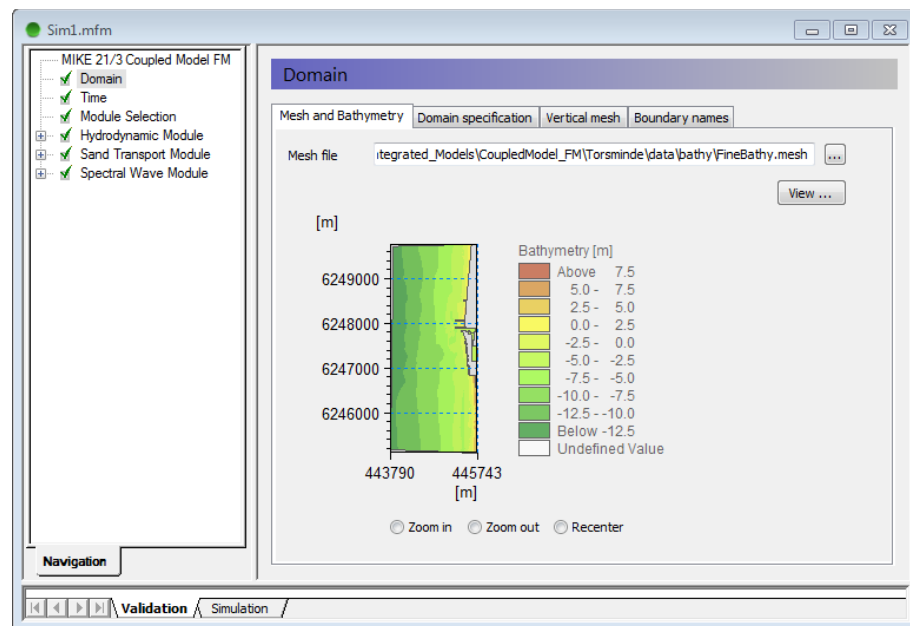 Sim1.mfm
MIKE 21/3 Coupled Model FM
Domain
Time
Module Selection
Hydrodynamic Module
Sand Transport Module
Spectral Wave Module
Navigation
Domain
Mesh and Bathymetry Domain specification Vertical mesh Boundary names
Mesh file ntegrated_Models\CoupledModel_FM\Torsminde\data\bathy\FineBathy.mesh ...
View ...
[m]
6249000
6248000
6247000
6246000
443790 445743
[m]
Bathymetry [m]
Above 7.5
5.0 - 7.5
2.5 - 5.0
0.0 - 2.5
-2.5 - 0.0
-5.0 - -2.5
-7.5 - -5.0
-10.0 - -7.5
-12.5 - -10.0
Below -12.5
Undefined Value
Zoom in Zoom out Recenter
Validation Simulation